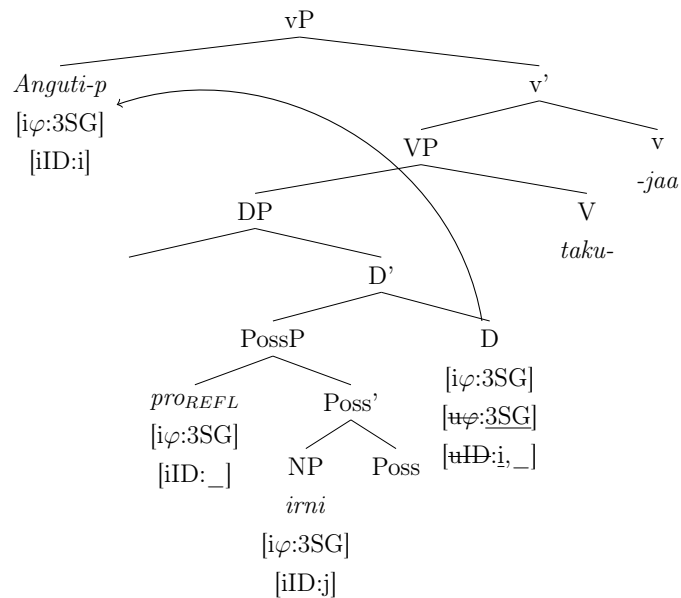 vP
Anguti-p
[iφ:3SG]
[iID:i]
v'
VP
v
-jaa
DP
V
taku-
D'
PossP
D
[iφ:3SG]
[uφ:3SG]
[uID:i,_]
pro_REFL
[iφ:3SG]
[iID:_]
Poss'
NP
Poss
irni
[iφ:3SG]
[iID:j]